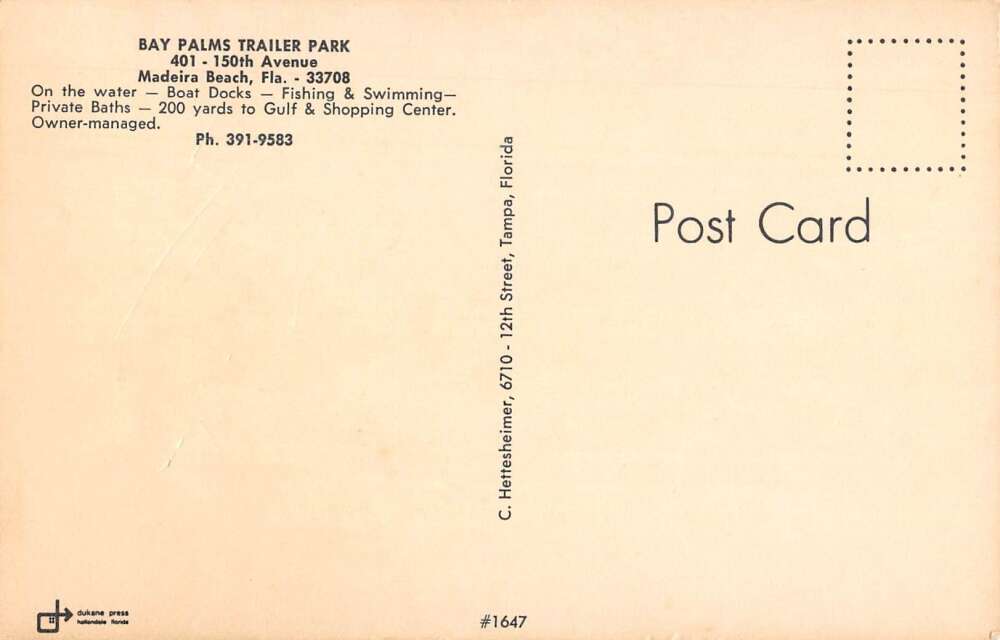 BAY PALMS TRAILER PARK
401 - 150th Avenue
Madeira Beach, Fla. - 33708
On the water — Boat Docks — Fishing & Swimming—
Private Baths — 200 yards to Gulf & Shopping Center.
Owner-managed.
Ph. 391-9583
C. Hettesheimer, 6710 - 12th Street, Tampa, Florida
Post Card
dukane press
hallandale florida
#1647